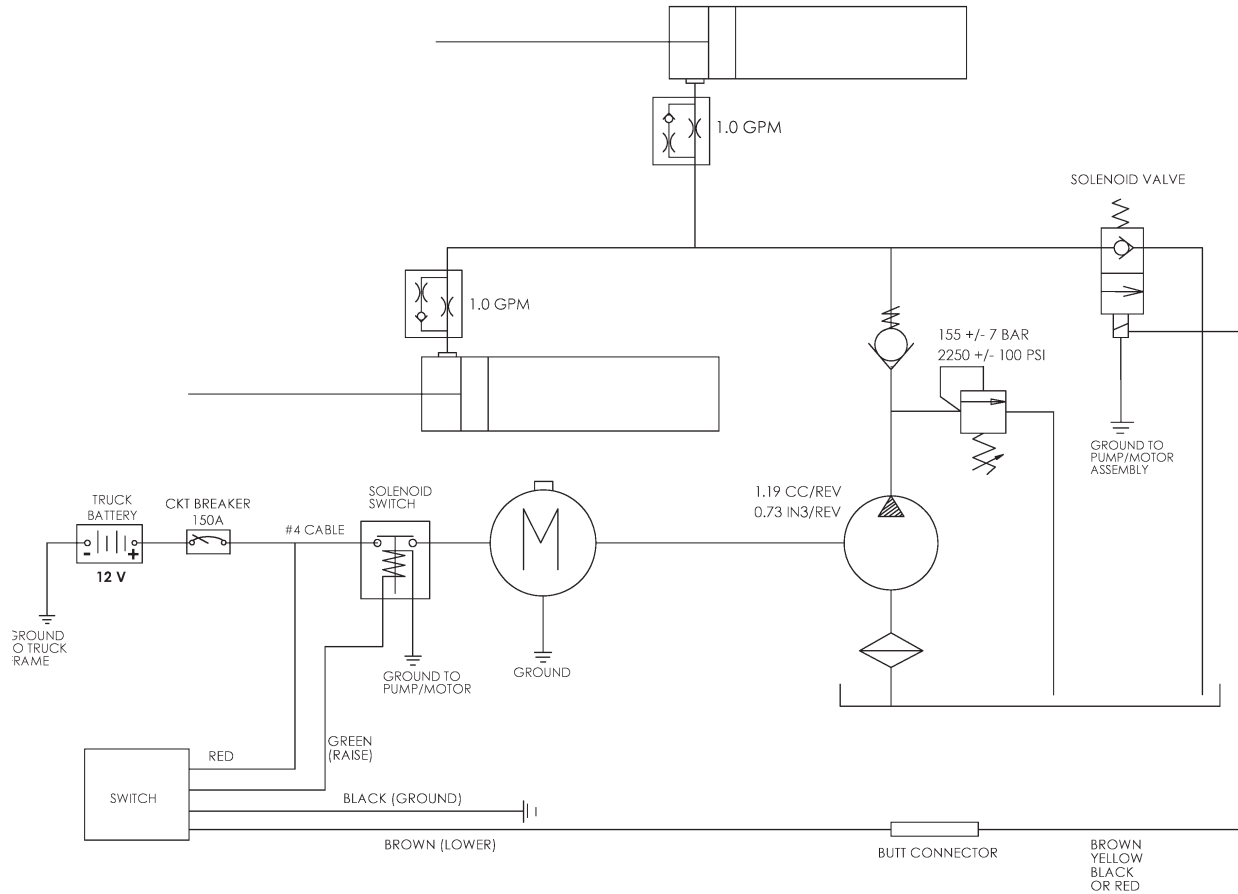 1.0 GPM
SOLENOID VALVE
1.0 GPM
155 +/- 7 BAR
2250 +/- 100 PSI
GROUND TO
PUMP/MOTOR
ASSEMBLY
1.19 CC/REV
0.73 IN3/REV
SOLENOID
SWITCH
TRUCK
BATTERY
CKT BREAKER
150A
#4 CABLE
M
- +
12 V
GROUND
O TRUCK
RAME
GROUND TO
PUMP/MOTOR
GROUND
GREEN
(RAISE)
RED
SWITCH
BLACK (GROUND)
BROWN (LOWER)
BUTT CONNECTOR
BROWN
YELLOW
BLACK
OR RED